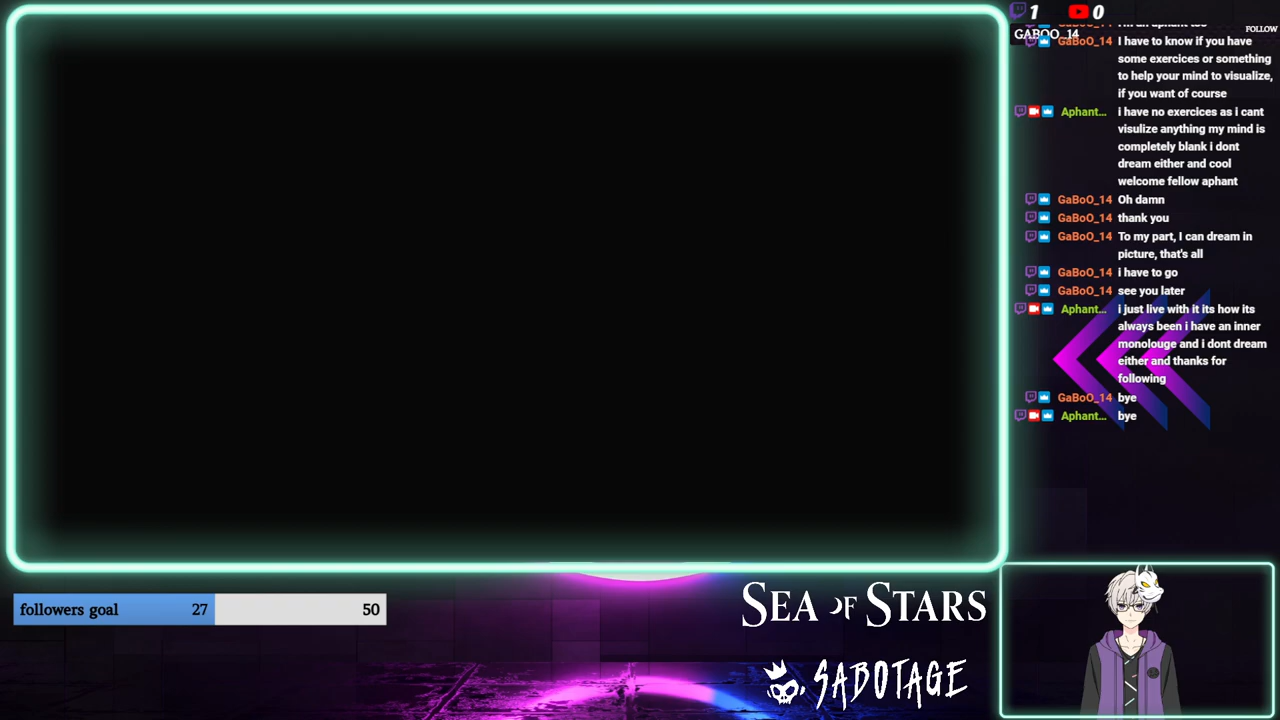 1 0
GABOO_14 FOLLOW
GaBoO_14 I have to know if you have
some exercices or something
to help your mind to visualize,
if you want of course
Aphant... i have no exercices as i cant
visulize anything my mind is
completely blank i dont
dream either and cool
welcome fellow aphant
GaBoO_14 Oh damn
GaBoO_14 thank you
GaBoO_14 To my part, I can dream in
picture, that's all
GaBoO_14 i have to go
GaBoO_14 see you later
Aphant... i just live with it its how its
always been i have an inner
monolouge and i dont dream
either and thanks for
following
GaBoO_14 bye
Aphant... bye
followers goal 27 50
SEA OF STARS
SABOTAGE